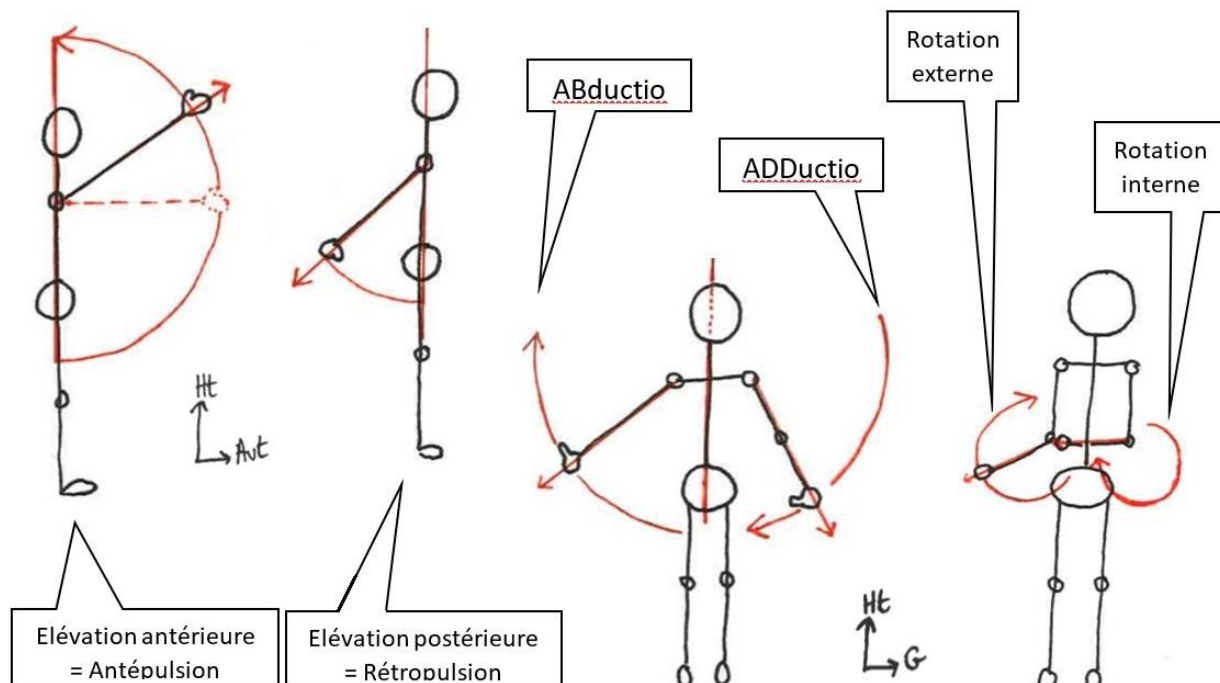 ABductio
ADDuctio
Rotation
externe
Rotation
interne
Ht
Avt
Elévation antérieure
= Antépulsion
Elévation postérieure
= Rétropulsion
Ht
G